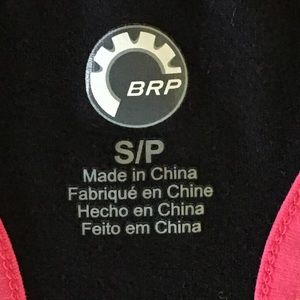 BRP
S/P
Made in China
Fabriqué en Chine
Hecho en China
Feito em China